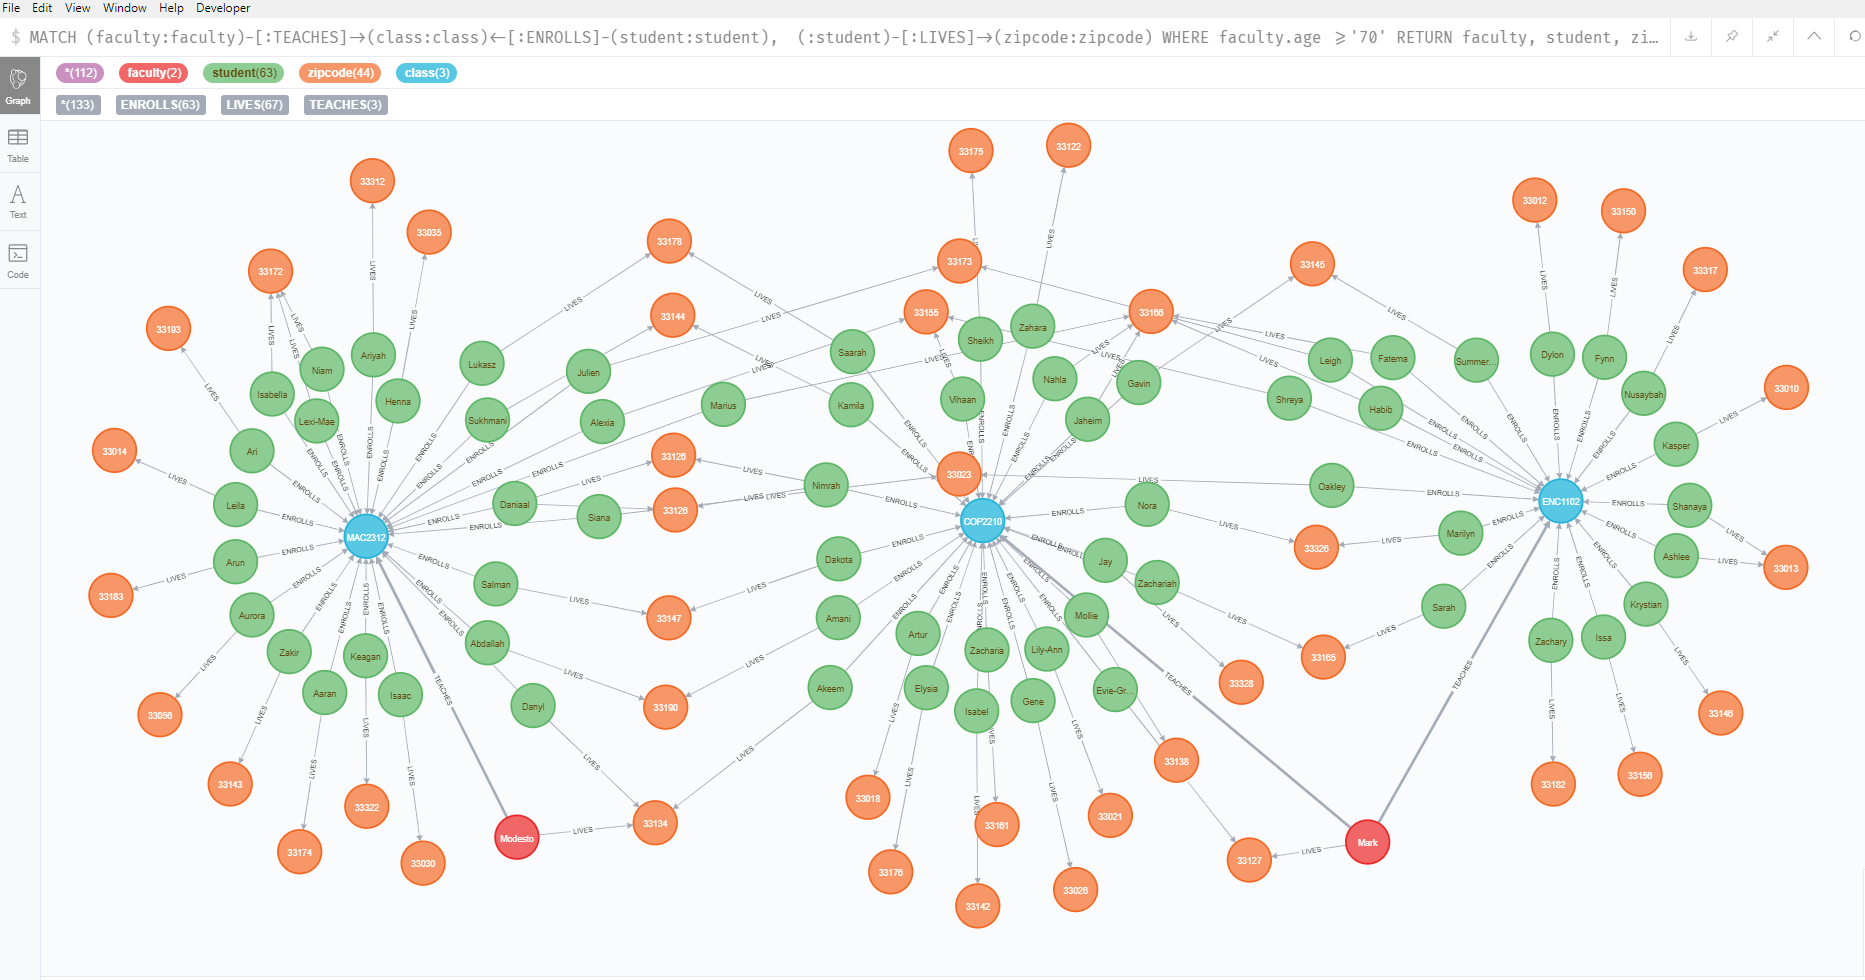 File Edit View Window Help Developer
$ MATCH (faculty:faculty)-[:TEACHES]→(class:class)←[:ENROLLS]-(student:student), (:student)-[:LIVES]→(zipcode:zipcode) WHERE faculty.age ⩾'70' RETURN faculty, student, zi…
*(112) faculty(2) student(63) zipcode(44) class(3)
*(133) ENROLLS(63) LIVES(67) TEACHES(3)
Graph
Table
Text
Code
33175
33122
33312
33012
33150
33035
33178
33173
33145
33172
33317
33193
33144
33155
33166
Zahara
Sheikh
Saarah
Ariyah
Niam
Lukasz
Julien
Leigh
Fatema
Summer...
Dylon
Fynn
Nahla
Gavin
Isabella
Henna
Vihaan
Shreya
Nusaybah
33010
Lexi-Mae
Sukhmani
Alexia
Marius
Kamila
Jaheim
Habib
Ari
33014
33126
Kasper
33023
Leila
Daniaal
Siana
33126
Nimrah
Nora
Oakley
ENC1102
Shanaya
MAC2312
COP2210
33326
Marilyn
Arun
Dakota
Jay
Ashlee
33013
33183
Salman
Zachariah
Aurora
33147
Amani
Mollie
Sarah
Krystian
Zakir
Keagan
Abdallah
Artur
Zacharia
Lily-Ann
33165
Zachary
Issa
Aaran
Isaac
Danyl
33190
Akeem
Elysia
Isabel
Gene
Evie-Gr...
33328
33056
33146
33143
33138
33182
33156
33322
33134
33018
33161
33021
Modesto
Mark
33174
33030
33176
33127
33026
33142
LIVES
ENROLLS
TEACHES
TEACHES
TEACHES